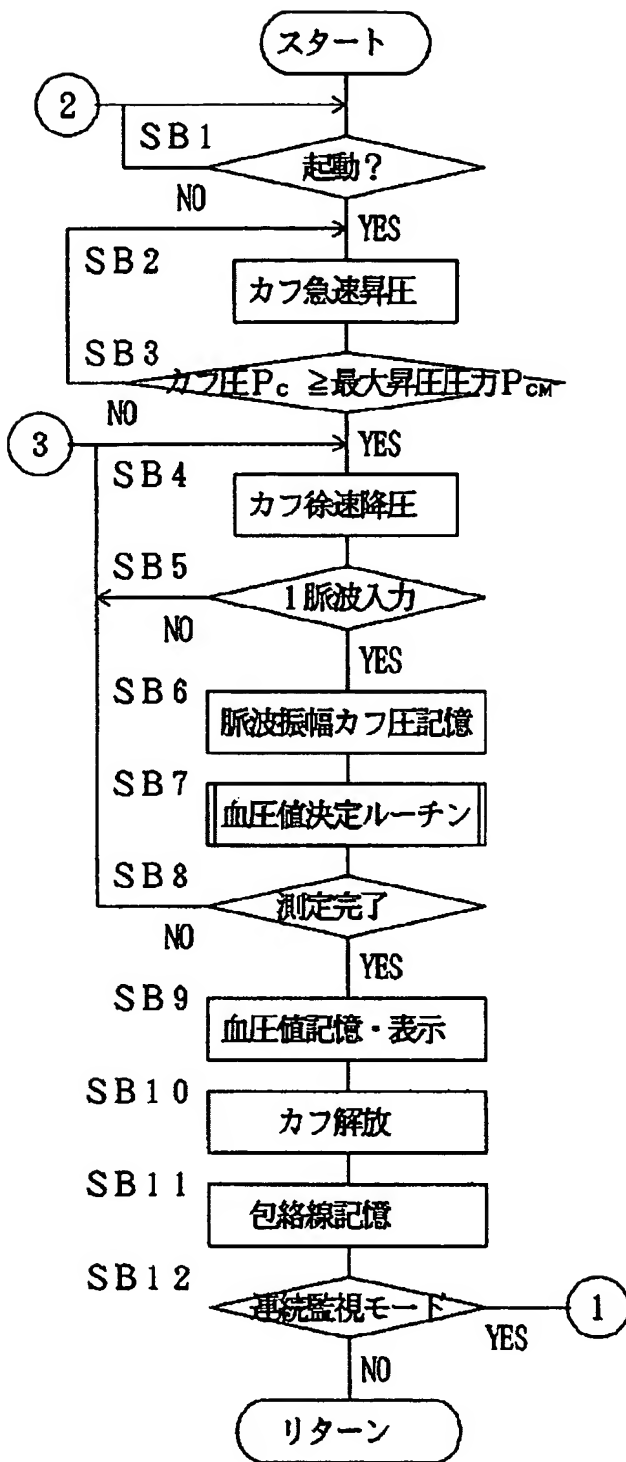 スタート
2
SB1
起動?
NO
YES
SB2
カフ急速昇圧
SB3
カフ圧Pc ≧最大昇圧圧力PCM
NO
YES
3
SB4
カフ徐速降圧
SB5
1脈波入力
NO
YES
SB6
脈波振幅カフ圧記憶
SB7
血圧値決定ルーチン
SB8
測定完了
NO
YES
SB9
血圧値記憶・表示
SB10
カフ解放
SB11
包絡線記憶
SB12
連続監視モード
1
YES
NO
リターン